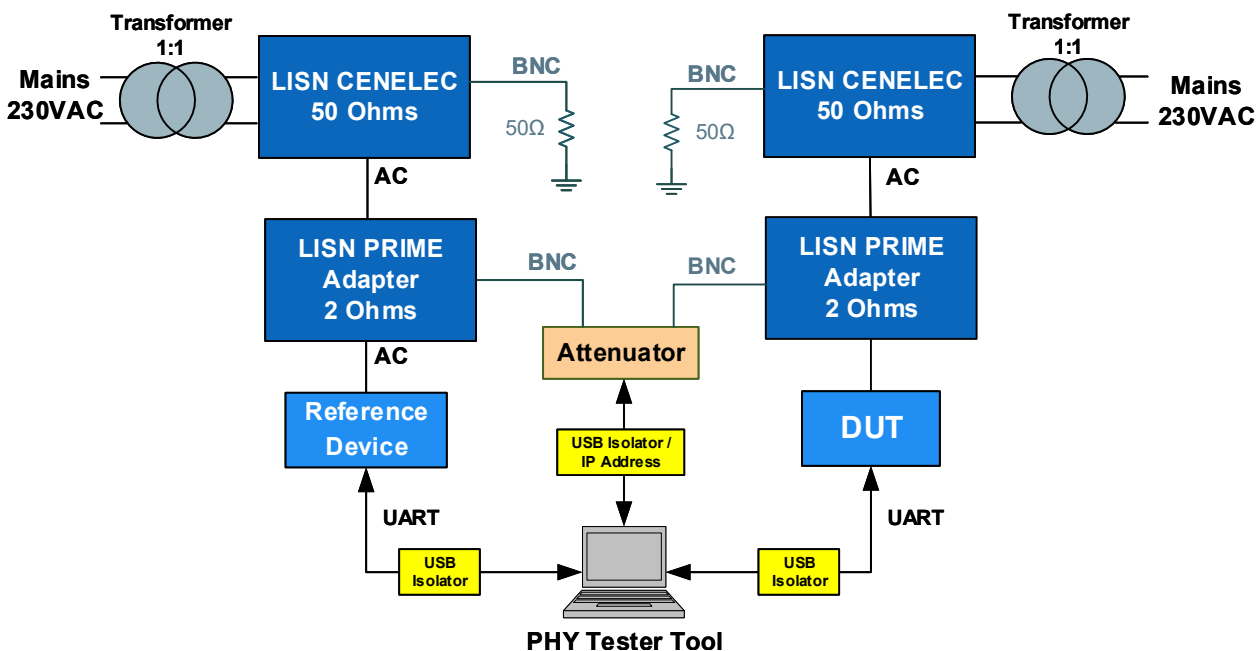 Transformer
1:1
Mains
230VAC
LISN CENELEC
50 Ohms
BNC
50Ω
BNC
50Ω
LISN CENELEC
50 Ohms
Transformer
1:1
Mains
230VAC
AC
AC
LISN PRIME
Adapter
2 Ohms
BNC
BNC
LISN PRIME
Adapter
2 Ohms
Attenuator
AC
Reference
Device
USB Isolator /
IP Address
DUT
UART
UART
USB
Isolator
USB
Isolator
PHY Tester Tool